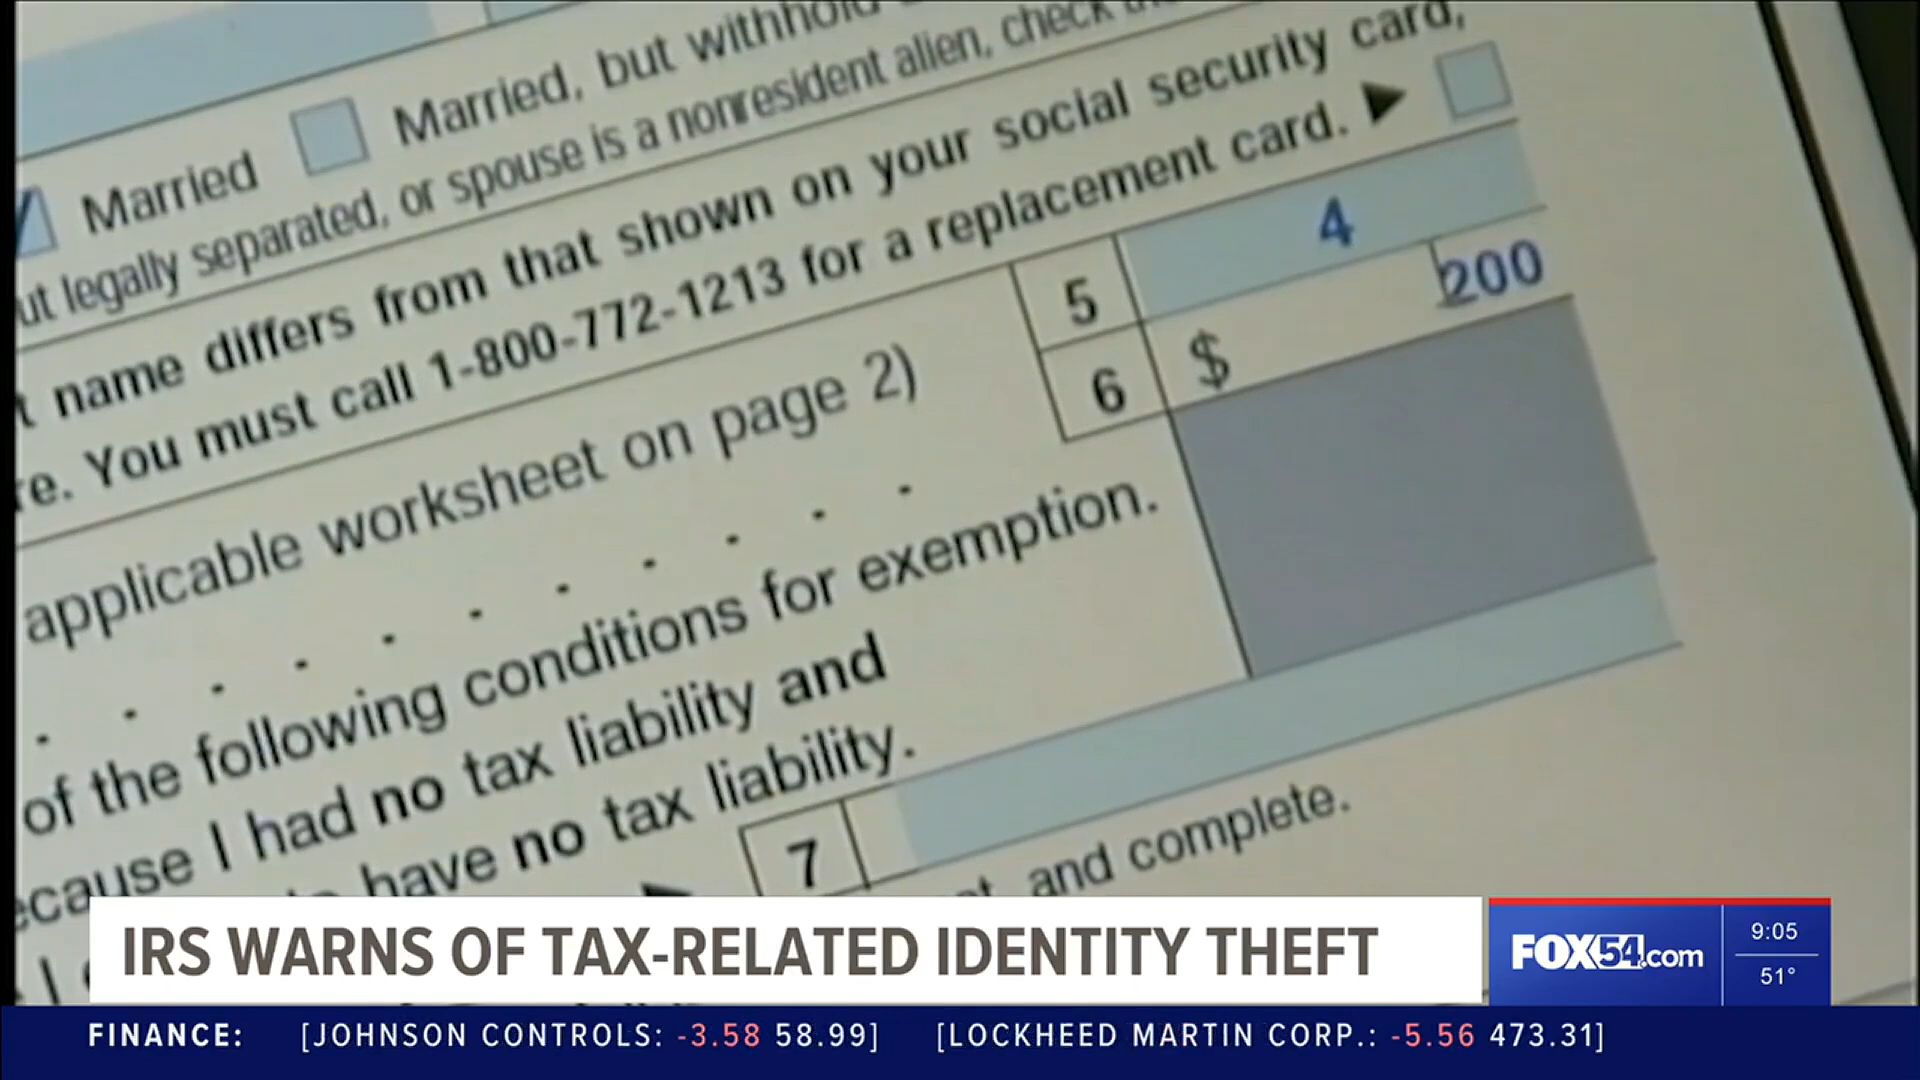 Married, but withhold
Married
ut legally separated, or spouse is a nonresident alien, check
name differs from that shown on your social security card,
re. You must call 1-800-772-1213 for a replacement card. ▶
5 4
applicable worksheet on page 2) 6 $ 200
. . . . . . . . . . .
of the following conditions for exemption.
ecause I had no tax liability and
have no tax liability.
7
and complete.
IRS WARNS OF TAX-RELATED IDENTITY THEFT
FOX54.com
9:05
51°
FINANCE: [JOHNSON CONTROLS: -3.58 58.99] [LOCKHEED MARTIN CORP.: -5.56 473.31]